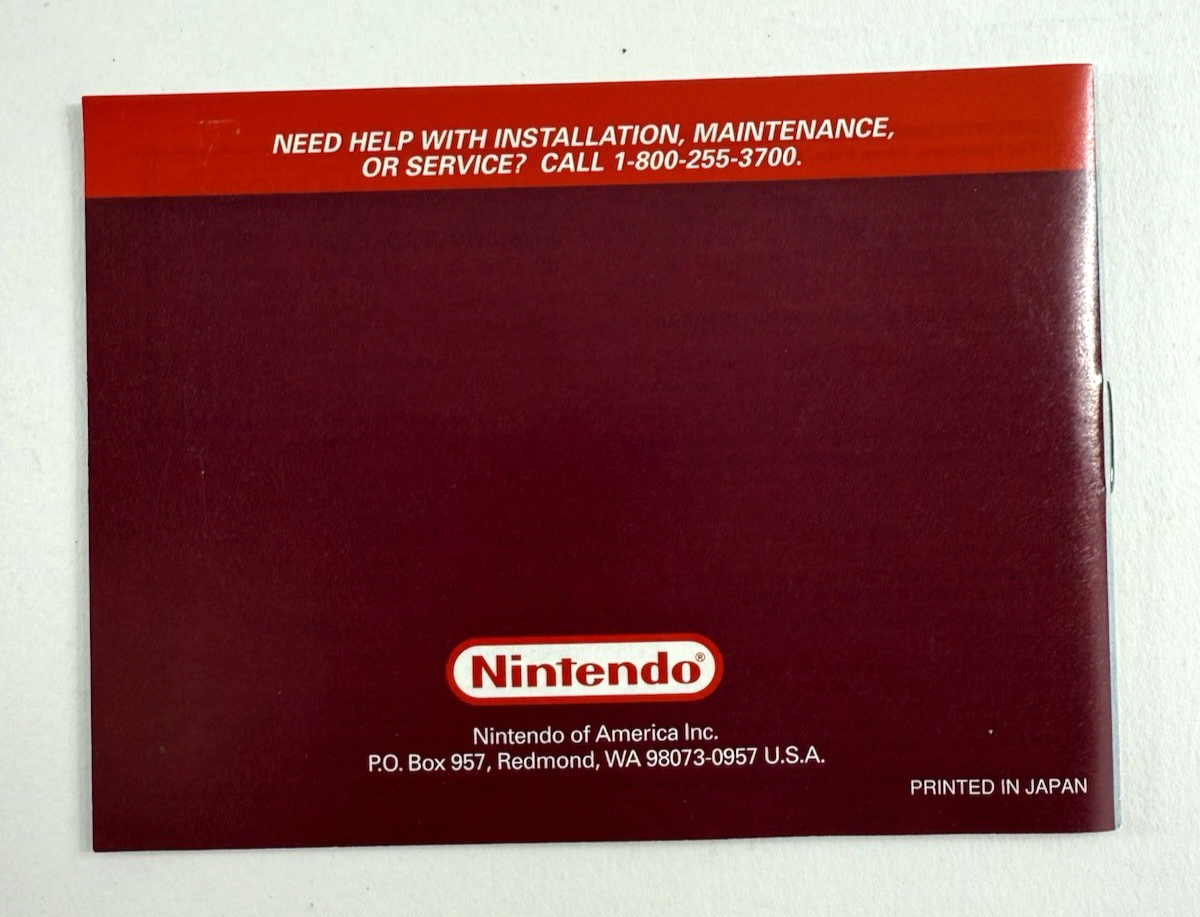 NEED HELP WITH INSTALLATION, MAINTENANCE,
OR SERVICE? CALL 1-800-255-3700.
Nintendo®
Nintendo of America Inc.
P.O. Box 957, Redmond, WA 98073-0957 U.S.A.
PRINTED IN JAPAN